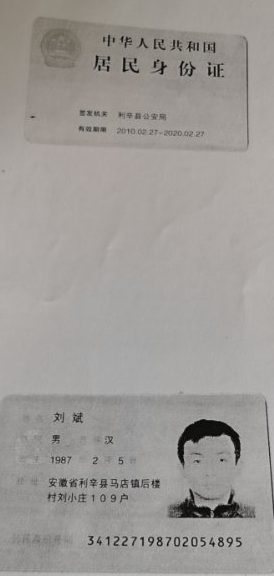 中华人民共和国
居民身份证
签发机关 利辛县公安局
有效期限 2010.02.27-2020.02.27
刘斌
男 汉
1987 2 5
安徽省利辛县马店镇后楼
村刘小庄109户
341227198702054895